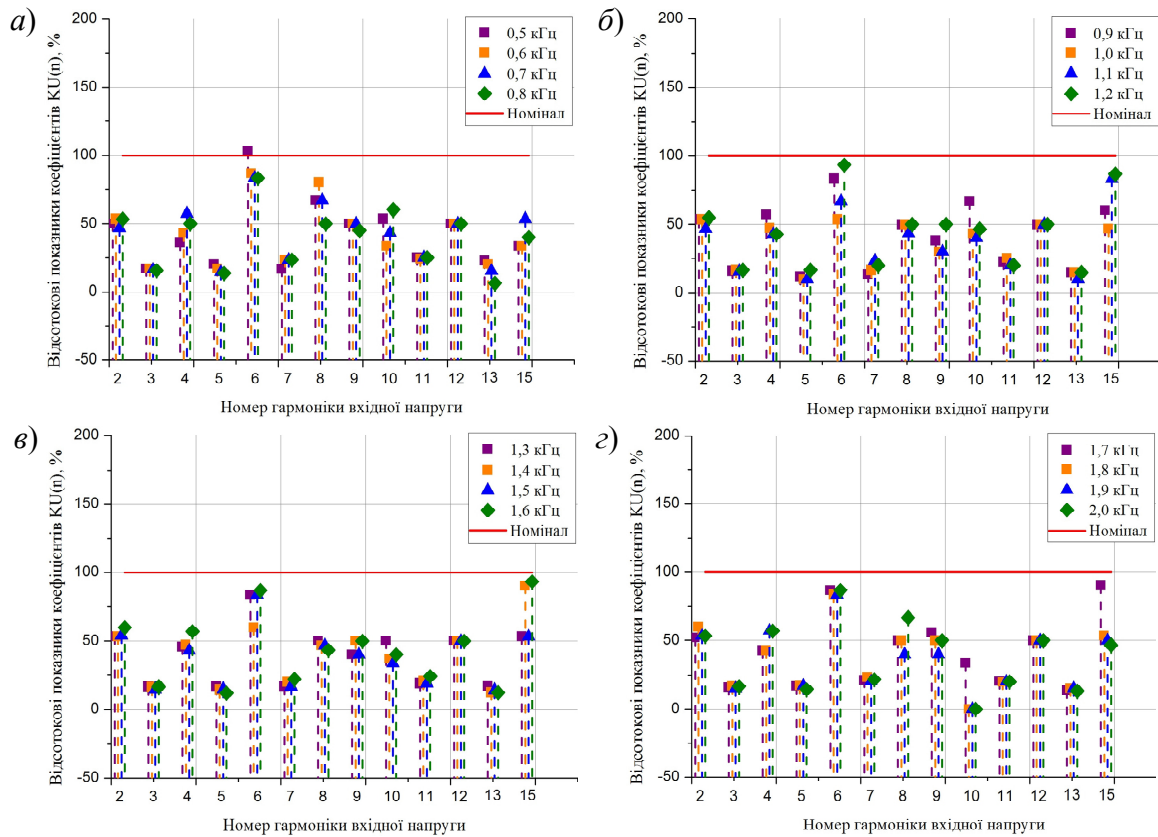 а)
Відсотокові показники коефіцієнтів KU(n), %
200
150
100
50
0
-50
0,5 кГц
0,6 кГц
0,7 кГц
0,8 кГц
Номінал
2 3 4 5 6 7 8 9 10 11 12 13 15
Номер гармоніки вхідної напруги
б)
Відсотокові показники коефіцієнтів KU(n), %
200
150
100
50
0
-50
0,9 кГц
1,0 кГц
1,1 кГц
1,2 кГц
Номінал
2 3 4 5 6 7 8 9 10 11 12 13 15
Номер гармоніки вхідної напруги
в)
Відсотокові показники коефіцієнтів KU(n), %
200
150
100
50
0
-50
1,3 кГц
1,4 кГц
1,5 кГц
1,6 кГц
Номінал
2 3 4 5 6 7 8 9 10 11 12 13 15
Номер гармоніки вхідної напруги
г)
Відсотокові показники коефіцієнтів KU(n), %
200
150
100
50
0
-50
1,7 кГц
1,8 кГц
1,9 кГц
2,0 кГц
Номінал
2 3 4 5 6 7 8 9 10 11 12 13 15
Номер гармоніки вхідної напруги